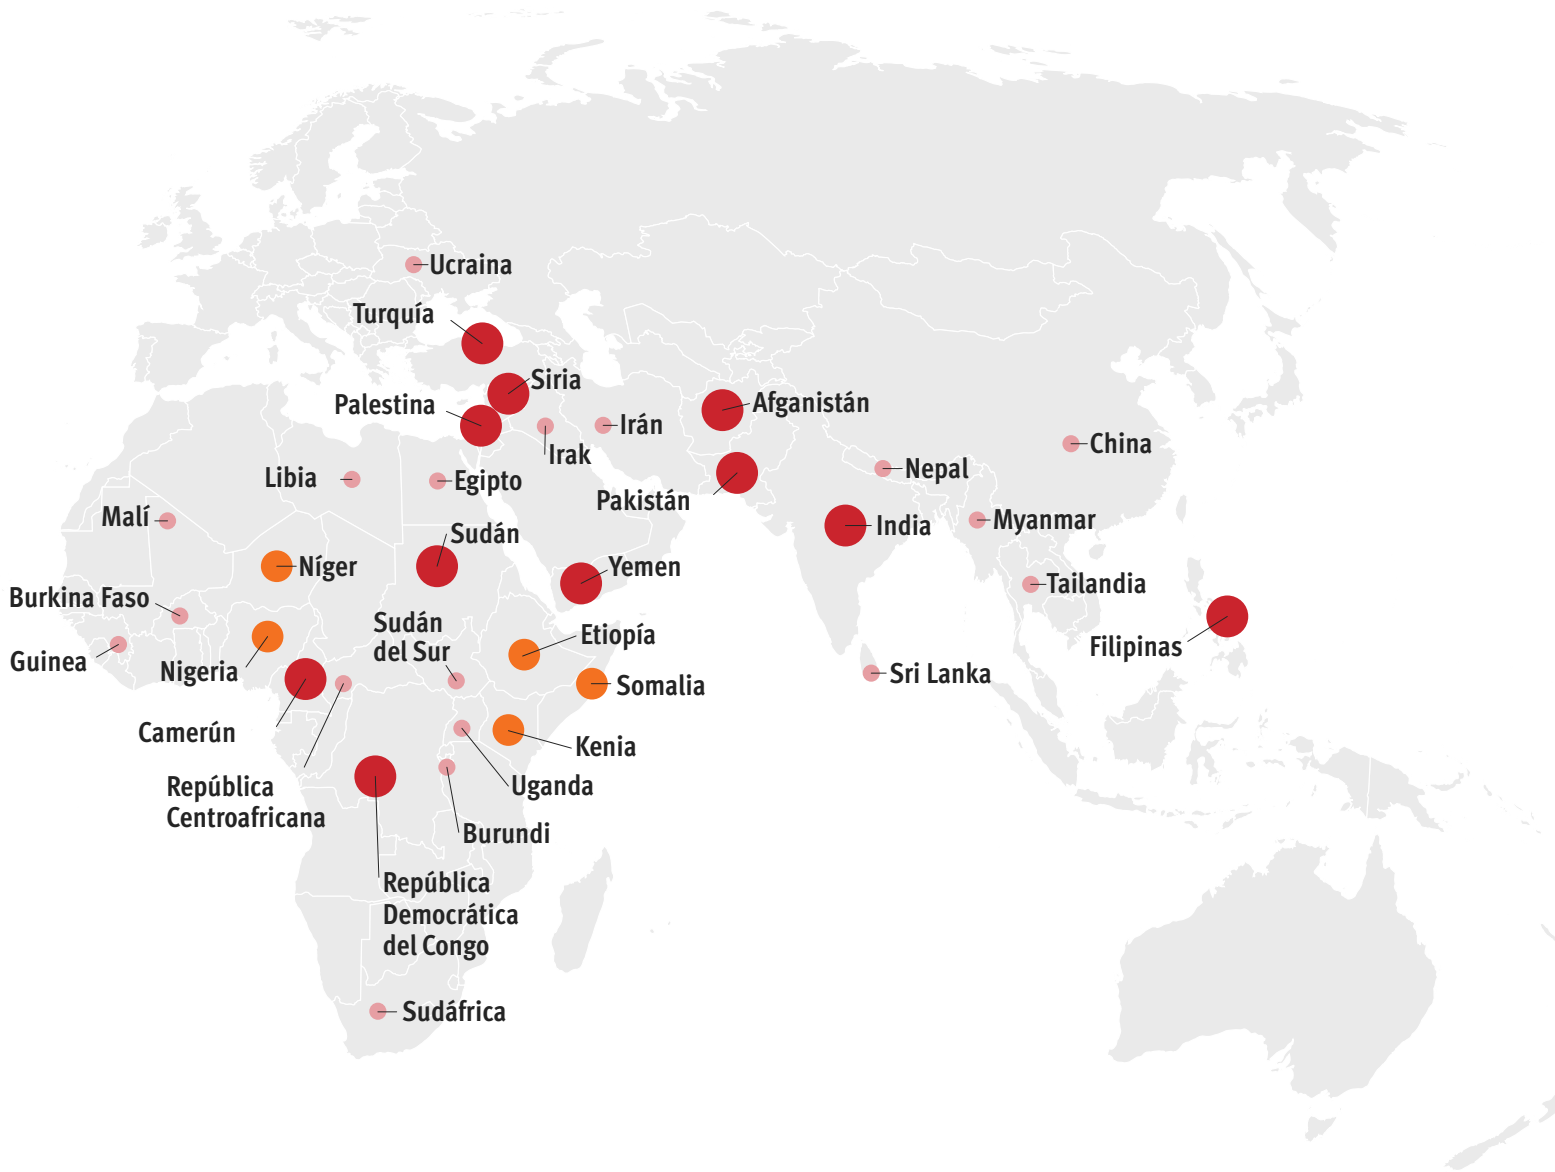 Ucraina
Turquía
Siria
Palestina
Afganistán
Irán
China
Irak
Nepal
Libia
Egipto
Pakistán
Malí
Myanmar
India
Sudán
Níger
Yemen
Tailandia
Burkina Faso
Sudán
del Sur
Etiopía
Filipinas
Guinea
Nigeria
Sri Lanka
Somalia
Camerún
Kenia
República
Centroafricana
Uganda
Burundi
República
Democrática
del Congo
Sudáfrica